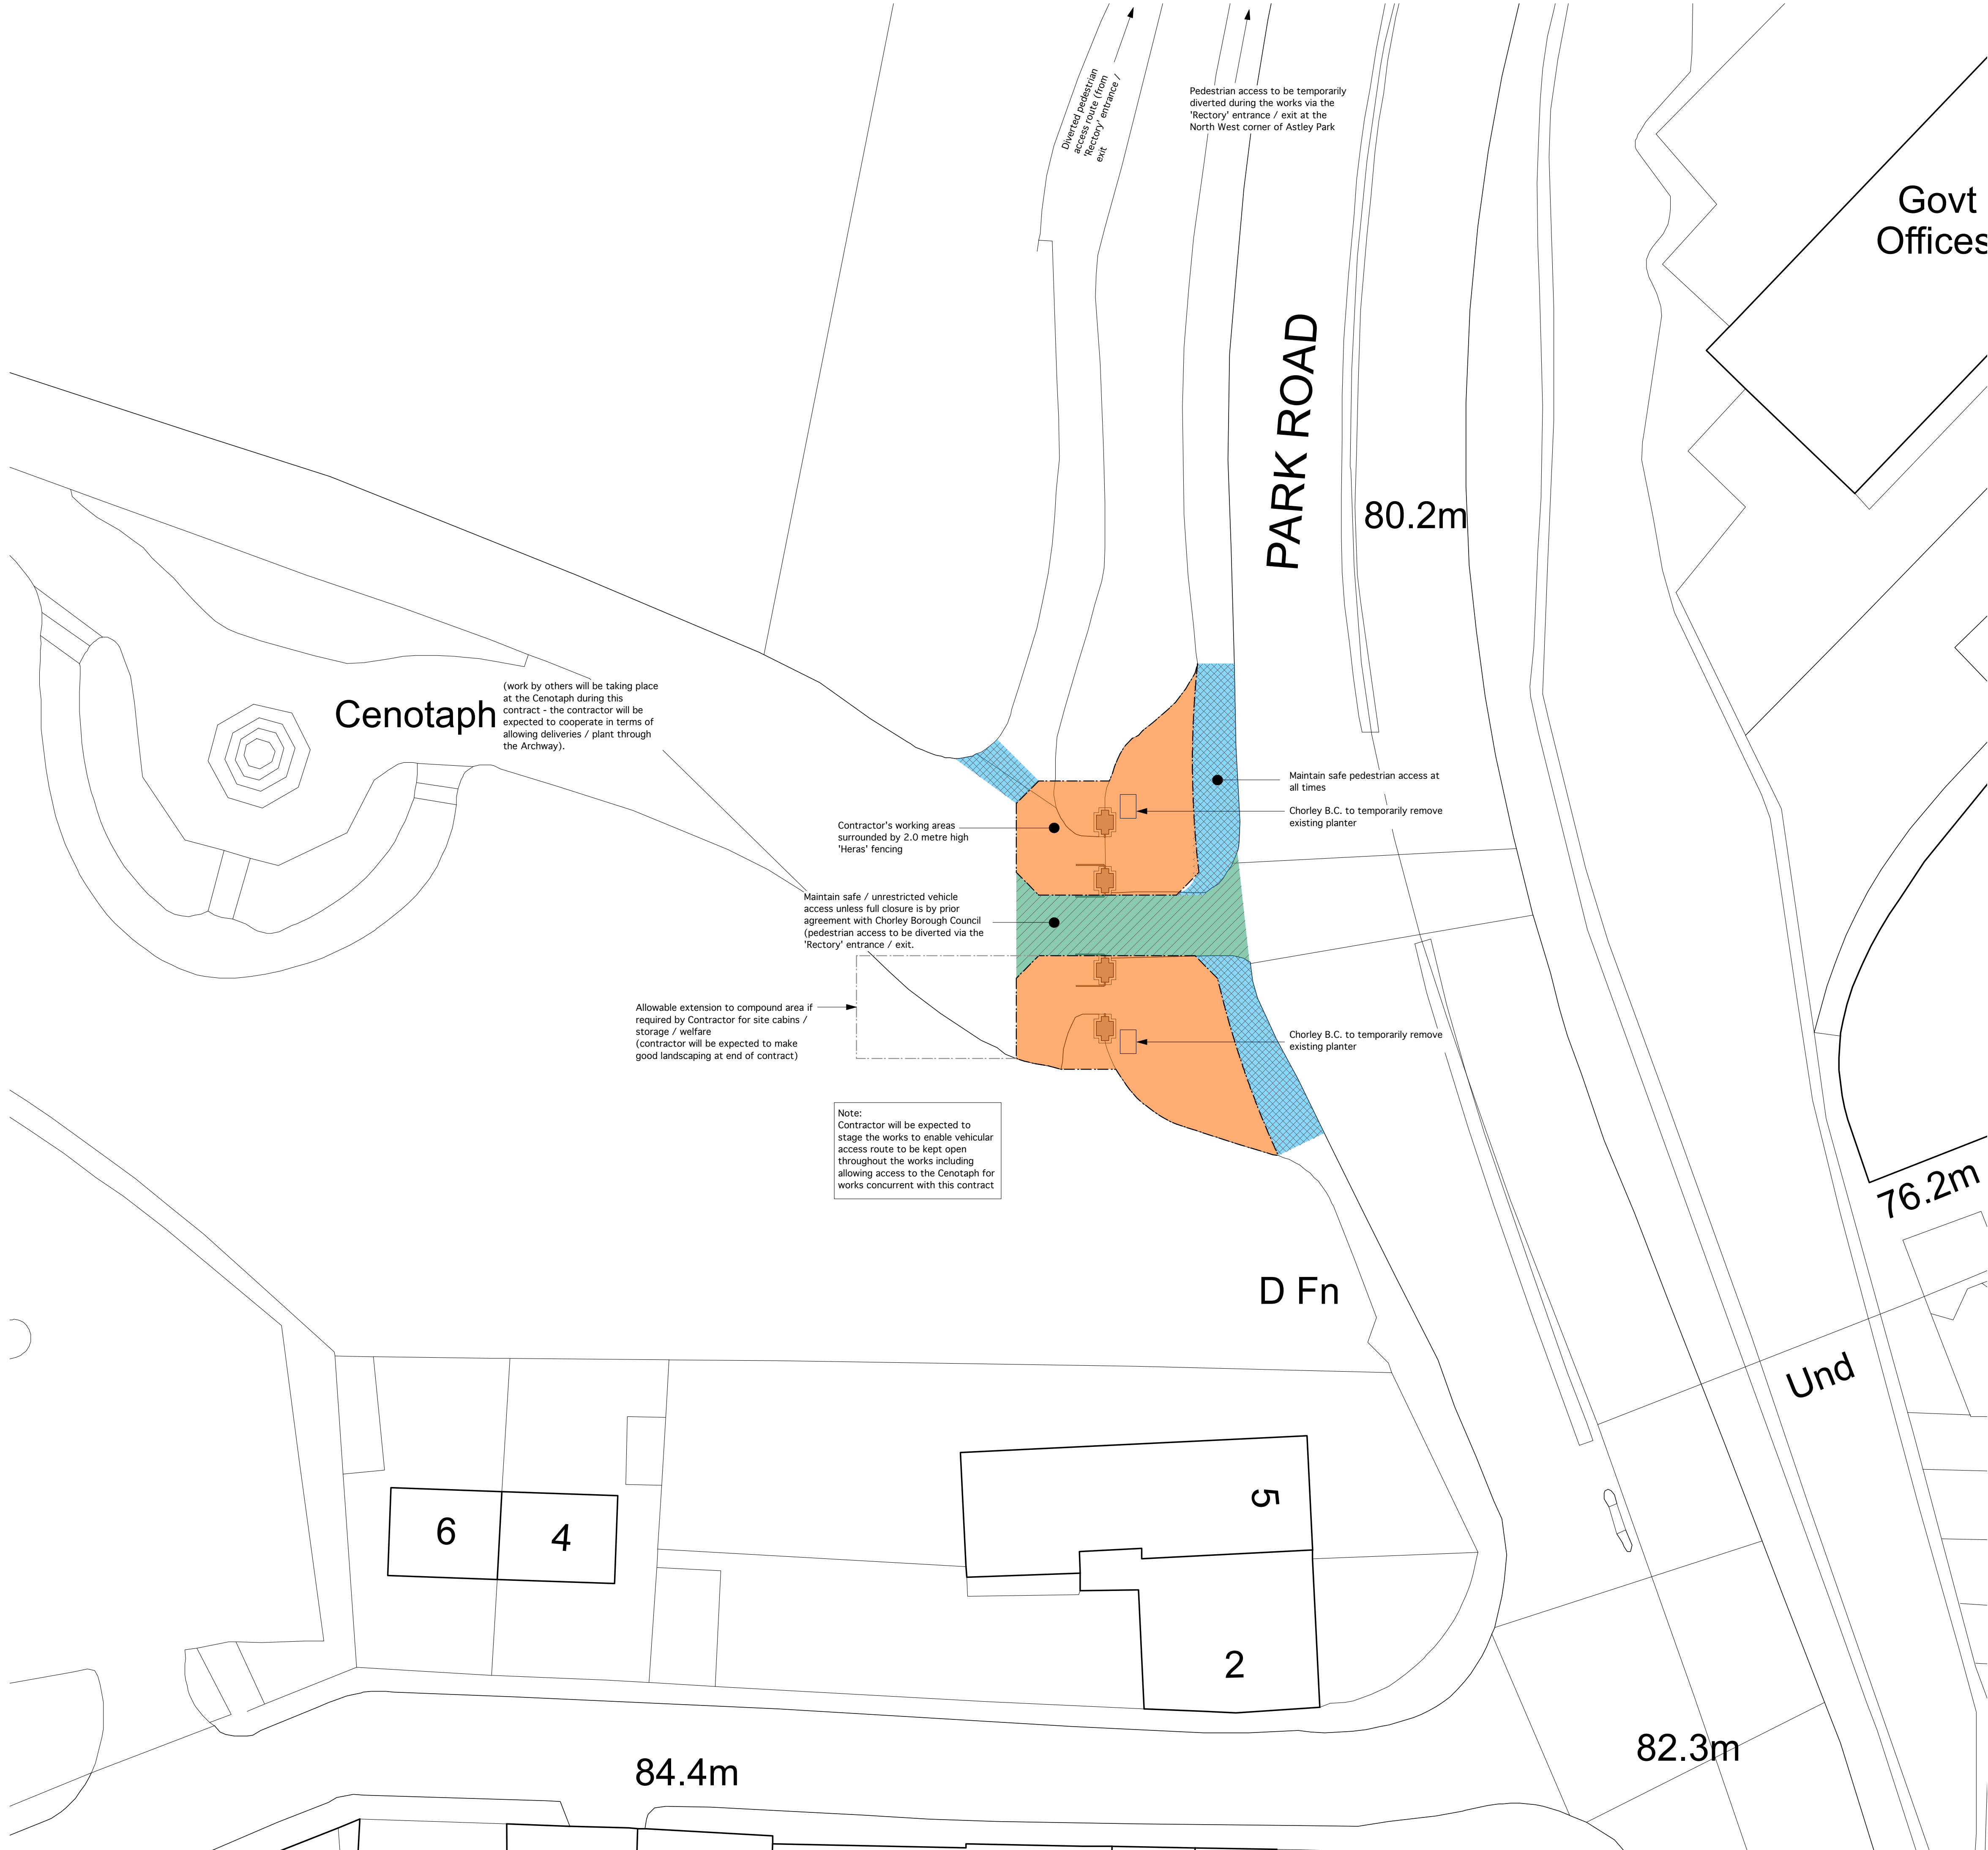 Diverted pedestrian
access route (from
'Rectory' entrance /
exit
Pedestrian access to be temporarily
diverted during the works via the
'Rectory' entrance / exit at the
North West corner of Astley Park
Govt
Offices
PARK ROAD
80.2m
Cenotaph
(work by others will be taking place
at the Cenotaph during this
contract - the contractor will be
expected to cooperate in terms of
allowing deliveries / plant through
the Archway).
Maintain safe pedestrian access at
all times
Chorley B.C. to temporarily remove
existing planter
Contractor's working areas
surrounded by 2.0 metre high
'Heras' fencing
Maintain safe / unrestricted vehicle
access unless full closure is by prior
agreement with Chorley Borough Council
(pedestrian access to be diverted via the
'Rectory' entrance / exit.
Allowable extension to compound area if
required by Contractor for site cabins /
storage / welfare
(contractor will be expected to make
good landscaping at end of contract)
Chorley B.C. to temporarily remove
existing planter
Note:
Contractor will be expected to
stage the works to enable vehicular
access route to be kept open
throughout the works including
allowing access to the Cenotaph for
works concurrent with this contract
76.2m
D Fn
Und
5
6
4
2
82.3m
84.4m